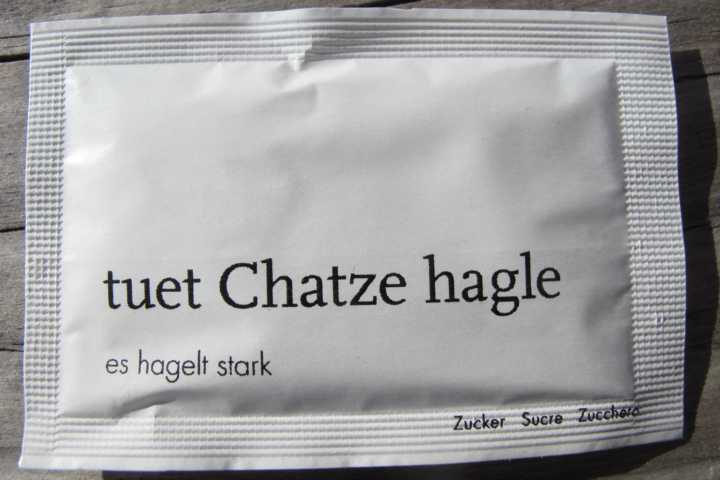 tuet Chatze hagle
es hagelt stark
Zucker Sucre Zucchero